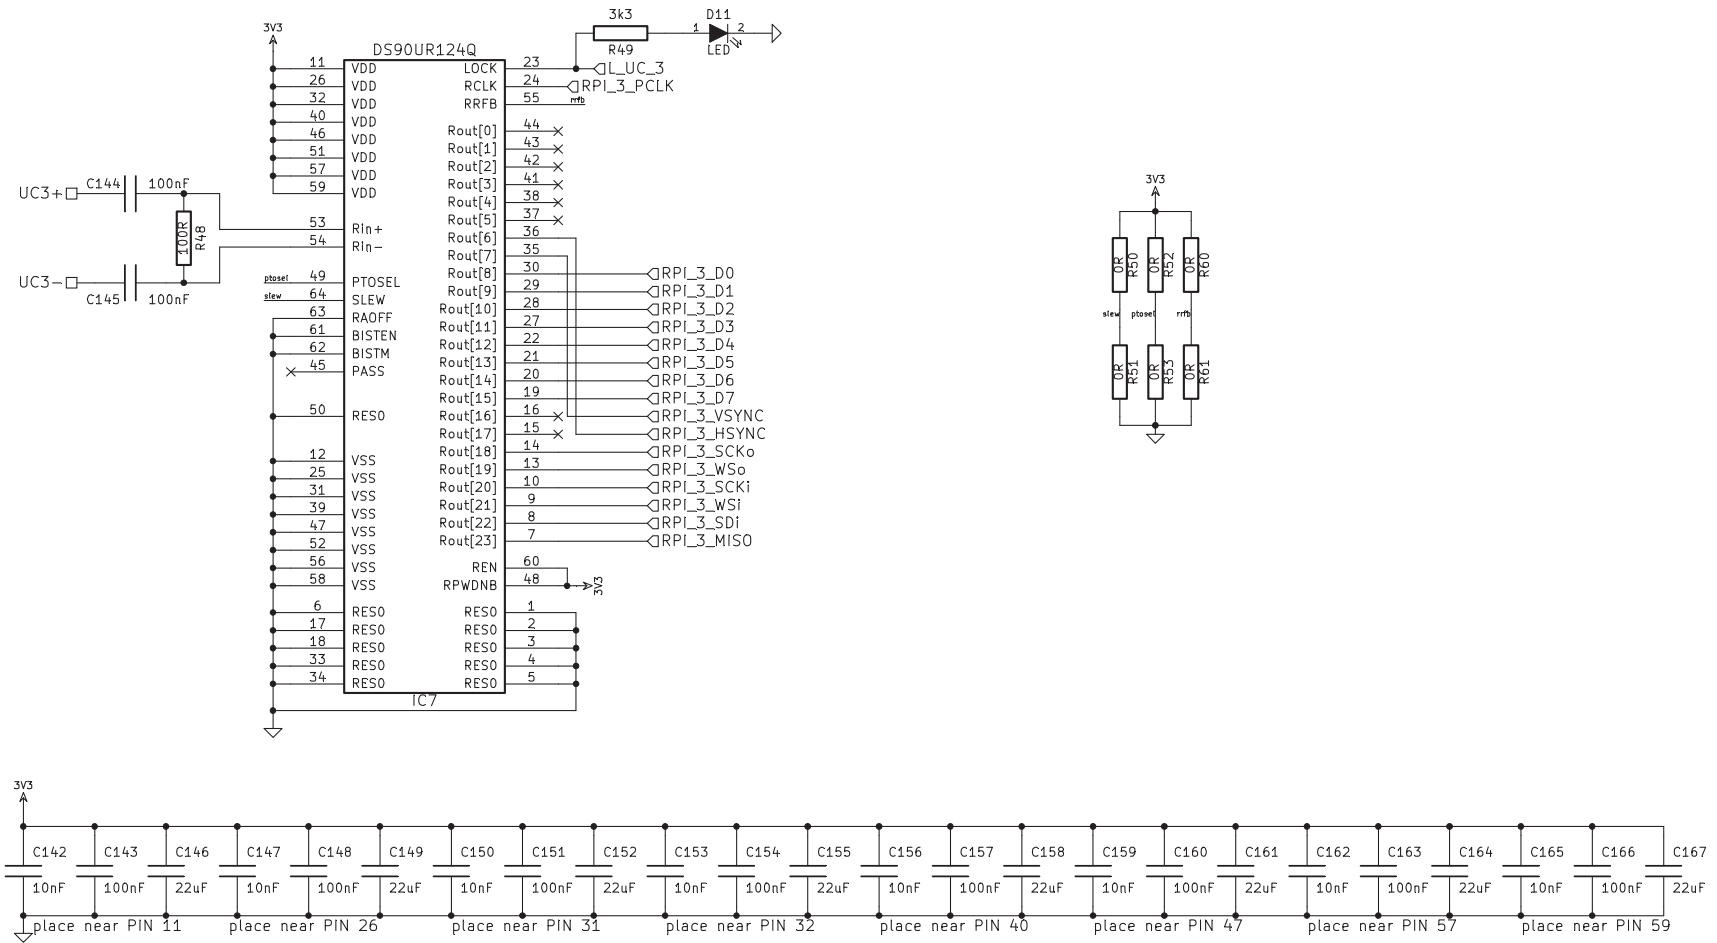 3k3
D11
1
2
R49
LED
3V3
DS90UR124Q
11 VDD
26 VDD
32 VDD
40 VDD
46 VDD
51 VDD
57 VDD
59 VDD
53 Rin+
54 Rin-
ptosel 49 PTOSEL
slew 64 SLEW
63 RAOFF
61 BISTEN
62 BISTM
45 PASS
50 RES0
12 VSS
25 VSS
31 VSS
39 VSS
47 VSS
52 VSS
56 VSS
58 VSS
6 RES0
17 RES0
18 RES0
33 RES0
34 RES0
LOCK 23 L_UC_3
RCLK 24 RPI_3_PCLK
RRFB 55 rrfb
Rout[0] 44
Rout[1] 43
Rout[2] 42
Rout[3] 41
Rout[4] 38
Rout[5] 37
Rout[6] 36
Rout[7] 35
Rout[8] 30 RPI_3_D0
Rout[9] 29 RPI_3_D1
Rout[10] 28 RPI_3_D2
Rout[11] 27 RPI_3_D3
Rout[12] 22 RPI_3_D4
Rout[13] 21 RPI_3_D5
Rout[14] 20 RPI_3_D6
Rout[15] 19 RPI_3_D7
Rout[16] 16 RPI_3_VSYNC
Rout[17] 15 RPI_3_HSYNC
Rout[18] 14 RPI_3_SCKo
Rout[19] 13 RPI_3_WSo
Rout[20] 10 RPI_3_SCKi
Rout[21] 9 RPI_3_WSi
Rout[22] 8 RPI_3_SDi
Rout[23] 7 RPI_3_MISO
REN 60
RPWDNB 48 3V3
RES0 1
RES0 2
RES0 3
RES0 4
RES0 5
IC7
UC3+ C144 100nF
100R R48
UC3- C145 100nF
3V3
0R R50 0R R52 0R R60
slew ptosel rrfb
0R R51 0R R53 0R R61
3V3
C142 C143 C146 C147 C148 C149 C150 C151 C152 C153 C154 C155 C156 C157 C158 C159 C160 C161 C162 C163 C164 C165 C166 C167
10nF 100nF 22uF 10nF 100nF 22uF 10nF 100nF 22uF 10nF 100nF 22uF 10nF 100nF 22uF 10nF 100nF 22uF 10nF 100nF 22uF 10nF 100nF 22uF
place near PIN 11 place near PIN 26 place near PIN 31 place near PIN 32 place near PIN 40 place near PIN 47 place near PIN 57 place near PIN 59